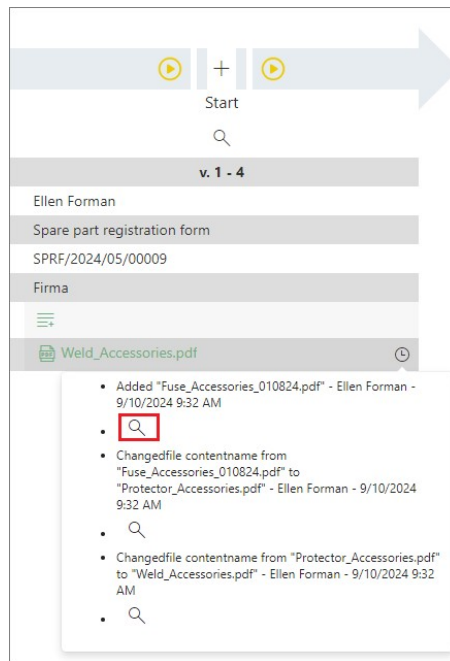 Start
v. 1 - 4
Ellen Forman
Spare part registration form
SPRF/2024/05/00009
Firma
Weld_Accessories.pdf
Added "Fuse_Accessories_010824.pdf" - Ellen Forman -
9/10/2024 9:32 AM
Changedfile contentname from
"Fuse_Accessories_010824.pdf" to
"Protector_Accessories.pdf" - Ellen Forman - 9/10/2024
9:32 AM
Changedfile contentname from "Protector_Accessories.pdf"
to "Weld_Accessories.pdf" - Ellen Forman - 9/10/2024 9:32
AM